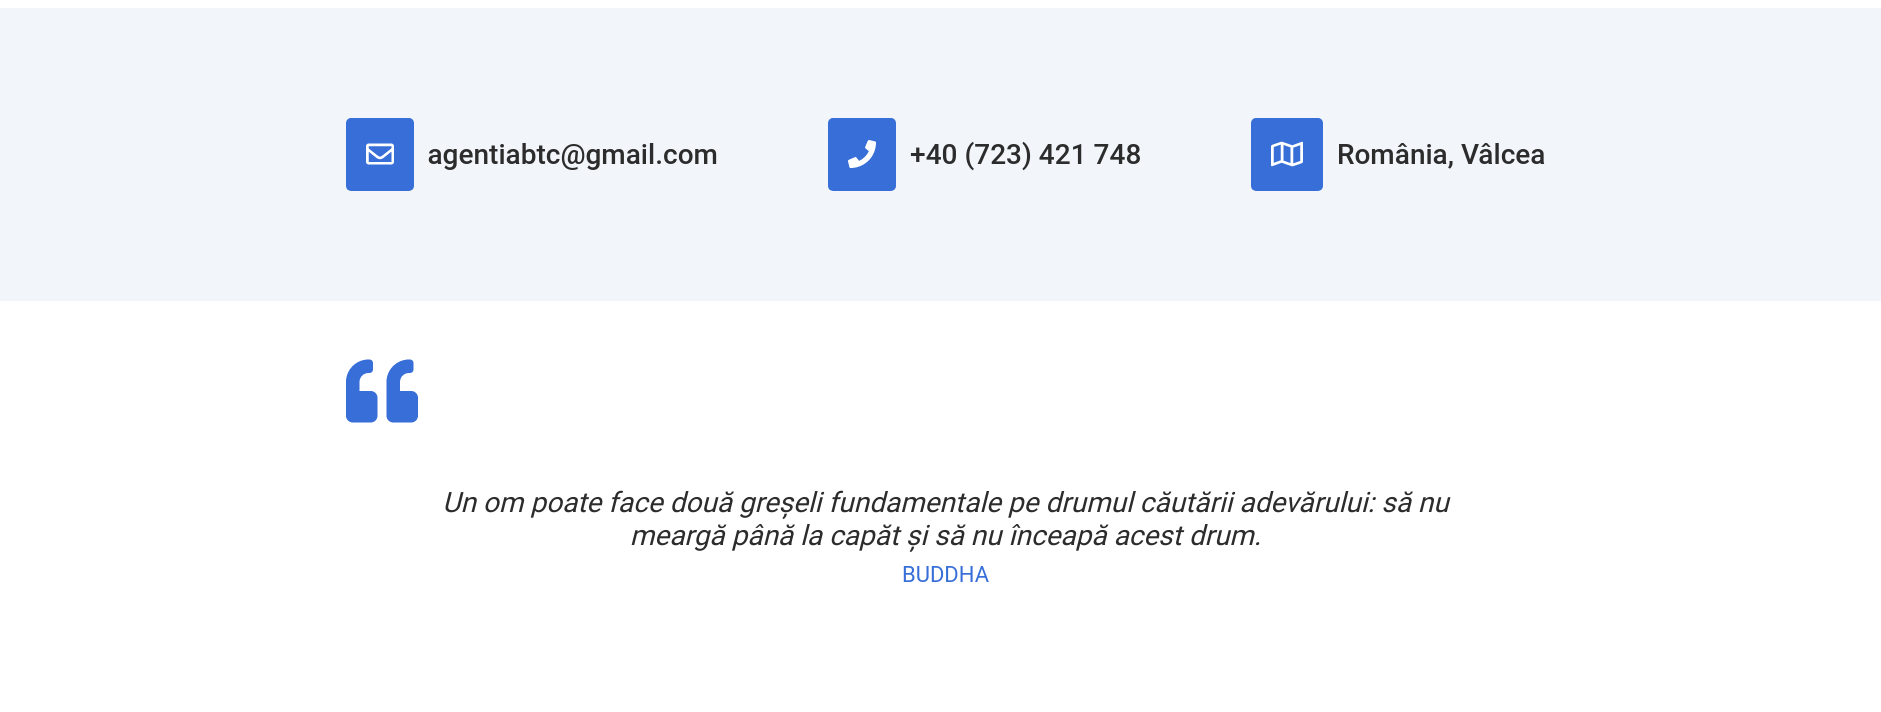 agentiabtc@gmail.com
+40 (723) 421 748
România, Vâlcea
Un om poate face două greșeli fundamentale pe drumul căutării adevărului: să nu
meargă până la capăt și să nu înceapă acest drum.
BUDDHA